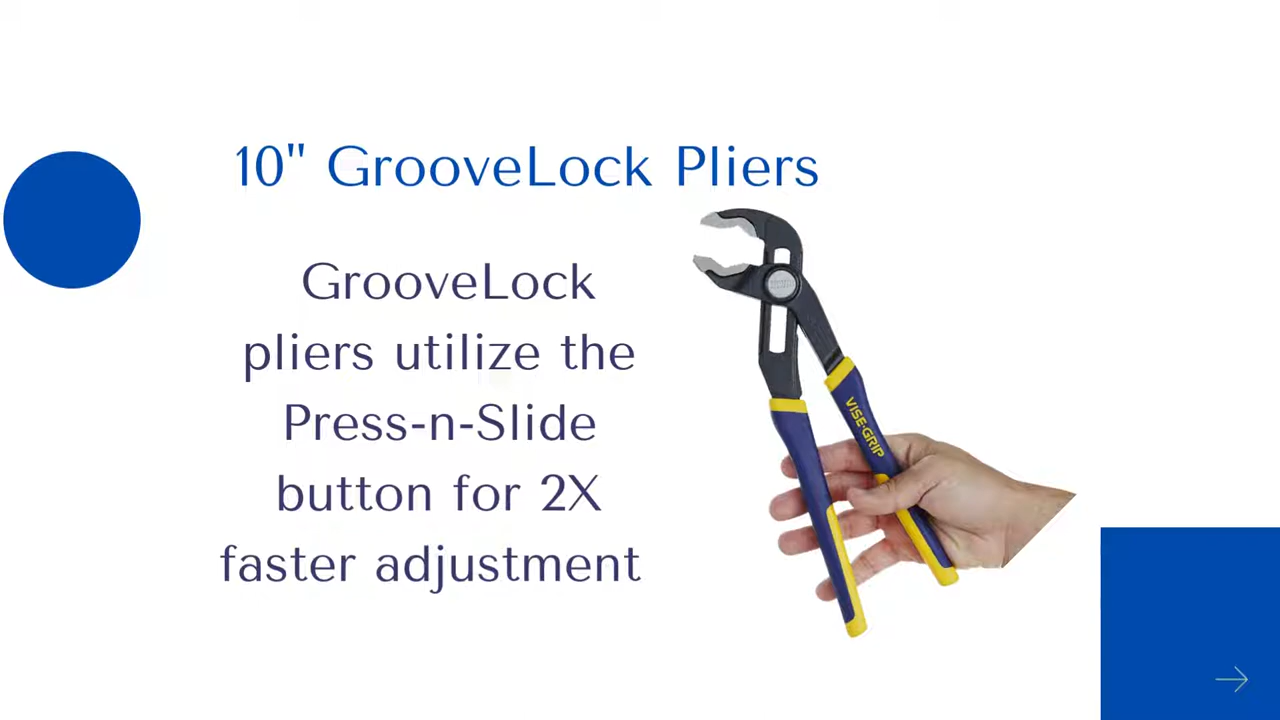 10" GrooveLock Pliers
GrooveLock
pliers utilize the
Press-n-Slide
button for 2X
faster adjustment
VISE-GRIP